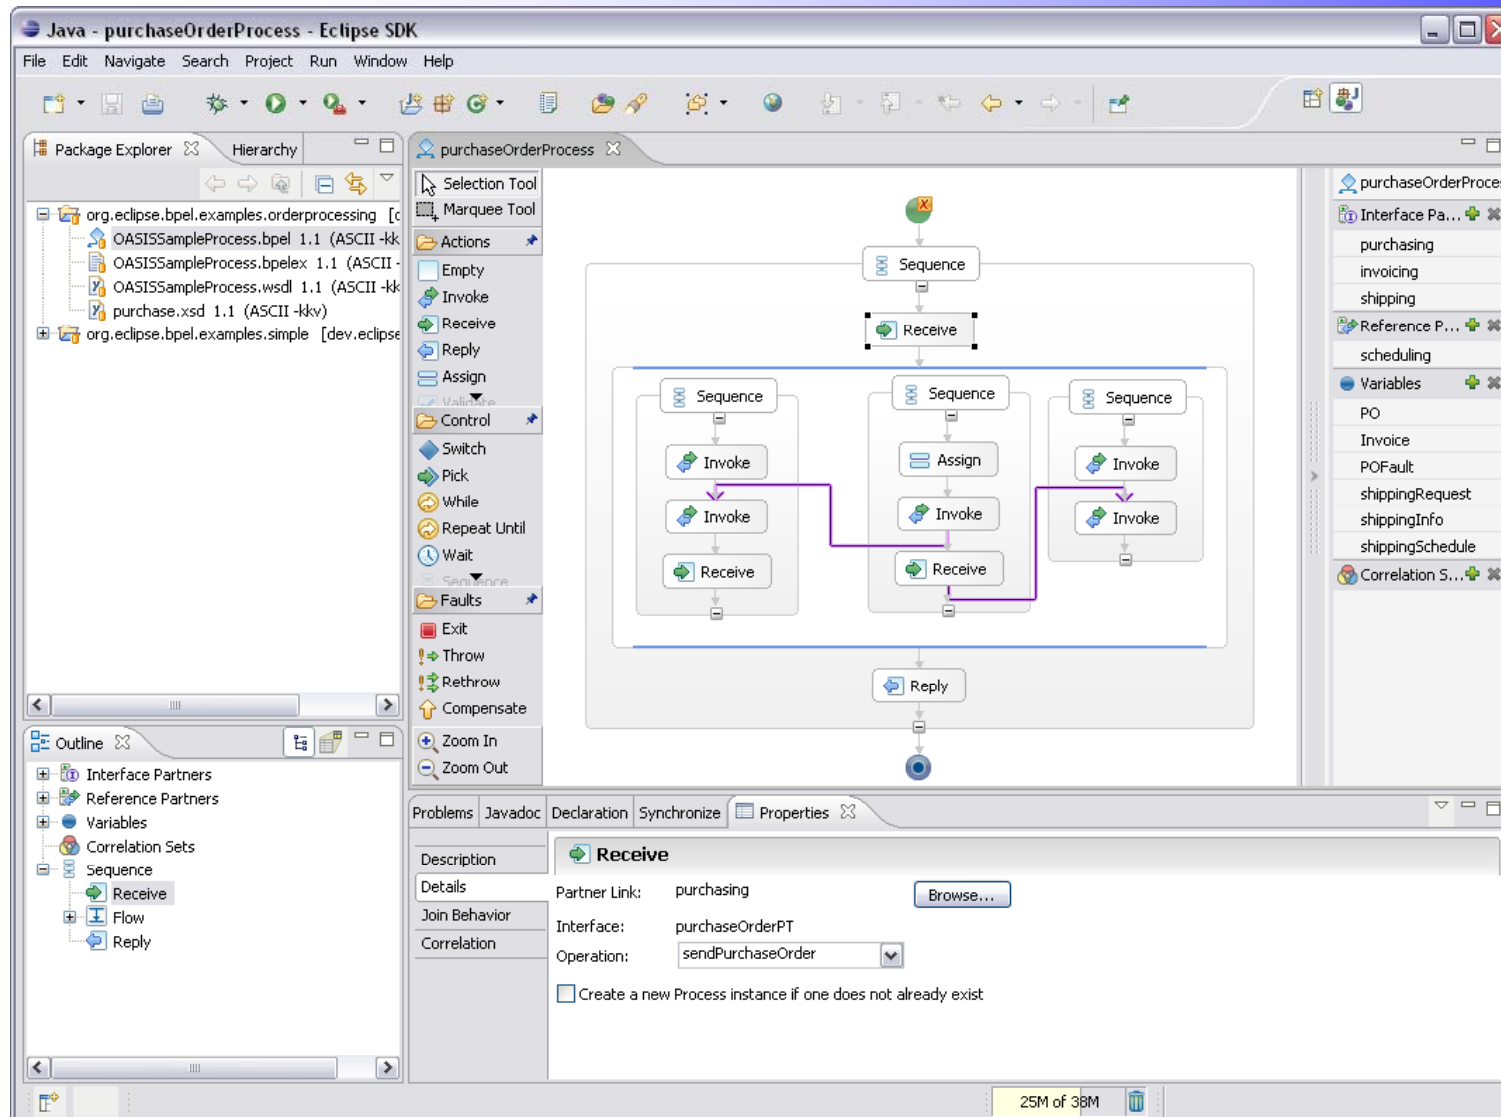 Java - purchaseOrderProcess - Eclipse SDK
File Edit Navigate Search Project Run Window Help
Package Explorer
Hierarchy
org.eclipse.bpel.examples.orderprocessing [c
OASISSampleProcess.bpel 1.1 (ASCII -kk
OASISSampleProcess.bpelex 1.1 (ASCII -
OASISSampleProcess.wsdl 1.1 (ASCII -kk
purchase.xsd 1.1 (ASCII -kkv)
org.eclipse.bpel.examples.simple [dev.eclipse
Outline
Interface Partners
Reference Partners
Variables
Correlation Sets
Sequence
Receive
Flow
Reply
purchaseOrderProcess
Selection Tool
Marquee Tool
Actions
Empty
Invoke
Receive
Reply
Assign
Validate
Control
Switch
Pick
While
Repeat Until
Wait
Sequence
Faults
Exit
Throw
Rethrow
Compensate
Zoom In
Zoom Out
Sequence
Receive
Sequence
Invoke
Invoke
Receive
Sequence
Assign
Invoke
Receive
Sequence
Invoke
Invoke
Reply
purchaseOrderProces
Interface Pa...
purchasing
invoicing
shipping
Reference P...
scheduling
Variables
PO
Invoice
POFault
shippingRequest
shippingInfo
shippingSchedule
Correlation S...
Problems Javadoc Declaration Synchronize Properties
Description
Details
Join Behavior
Correlation
Receive
Partner Link: purchasing Browse...
Interface: purchaseOrderPT
Operation: sendPurchaseOrder
Create a new Process instance if one does not already exist
25M of 38M